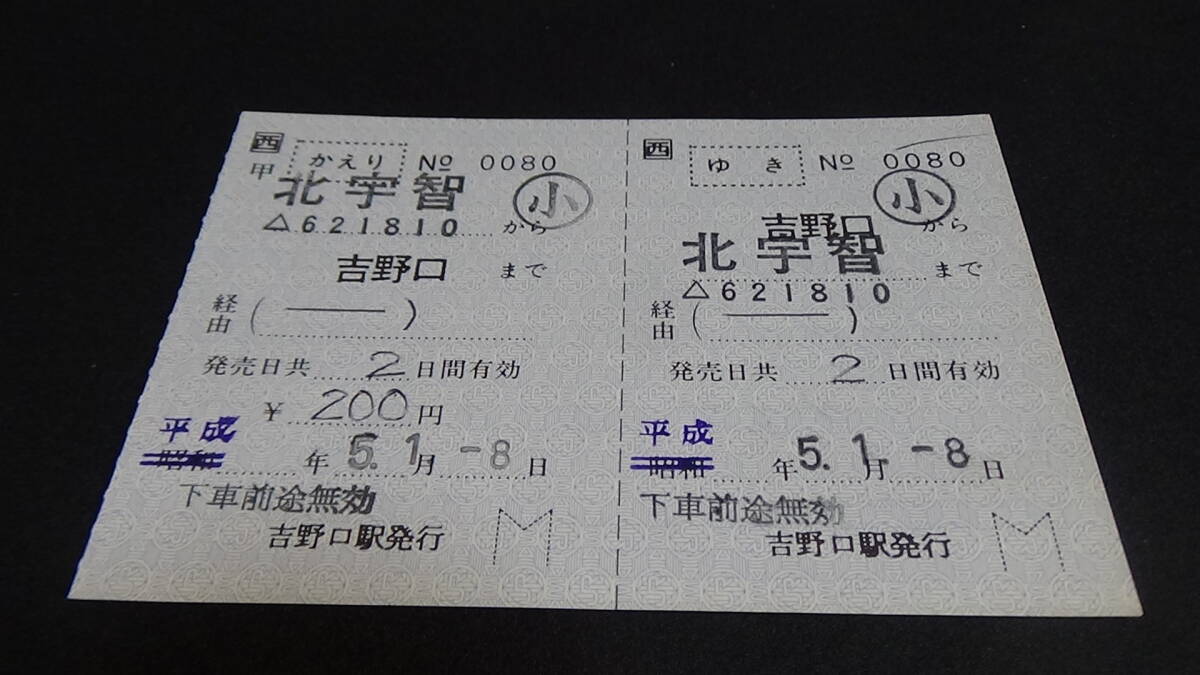 西
甲 かえり No 0080
北宇智 小
△621810 から
吉野口 まで
経由 ( ―― )
発売日共 2 日間有効
¥ 200 円
平成
昭和 年 5. 1 月 -8 日
下車前途無効
吉野口駅発行
西
ゆき No 0080
小
吉野口 から
北宇智 まで
△621810
経由 ( ―― )
発売日共 2 日間有効
平成
昭和 年 5. 1 月 -8 日
下車前途無効
吉野口駅発行